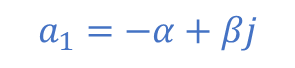 a₁ = −α + βj